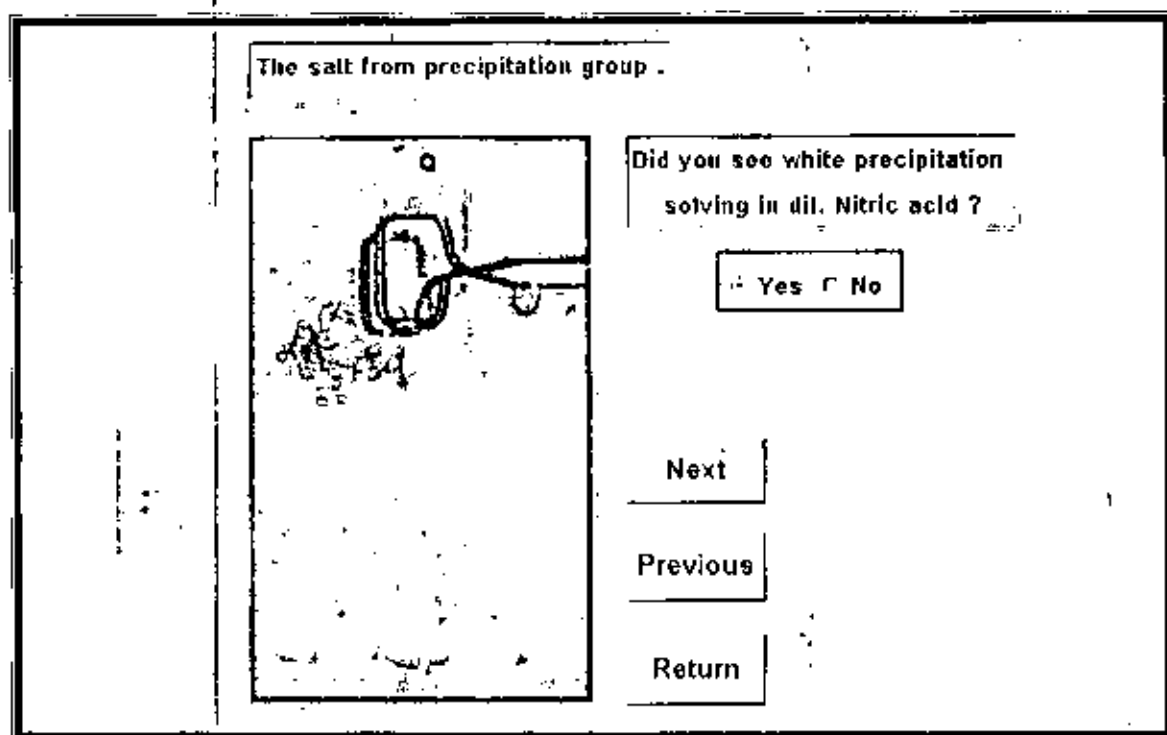 The salt from precipitation group .
Did you see white precipitation
solving in dil. Nitric acid ?
Yes No
Next
Previous
Return